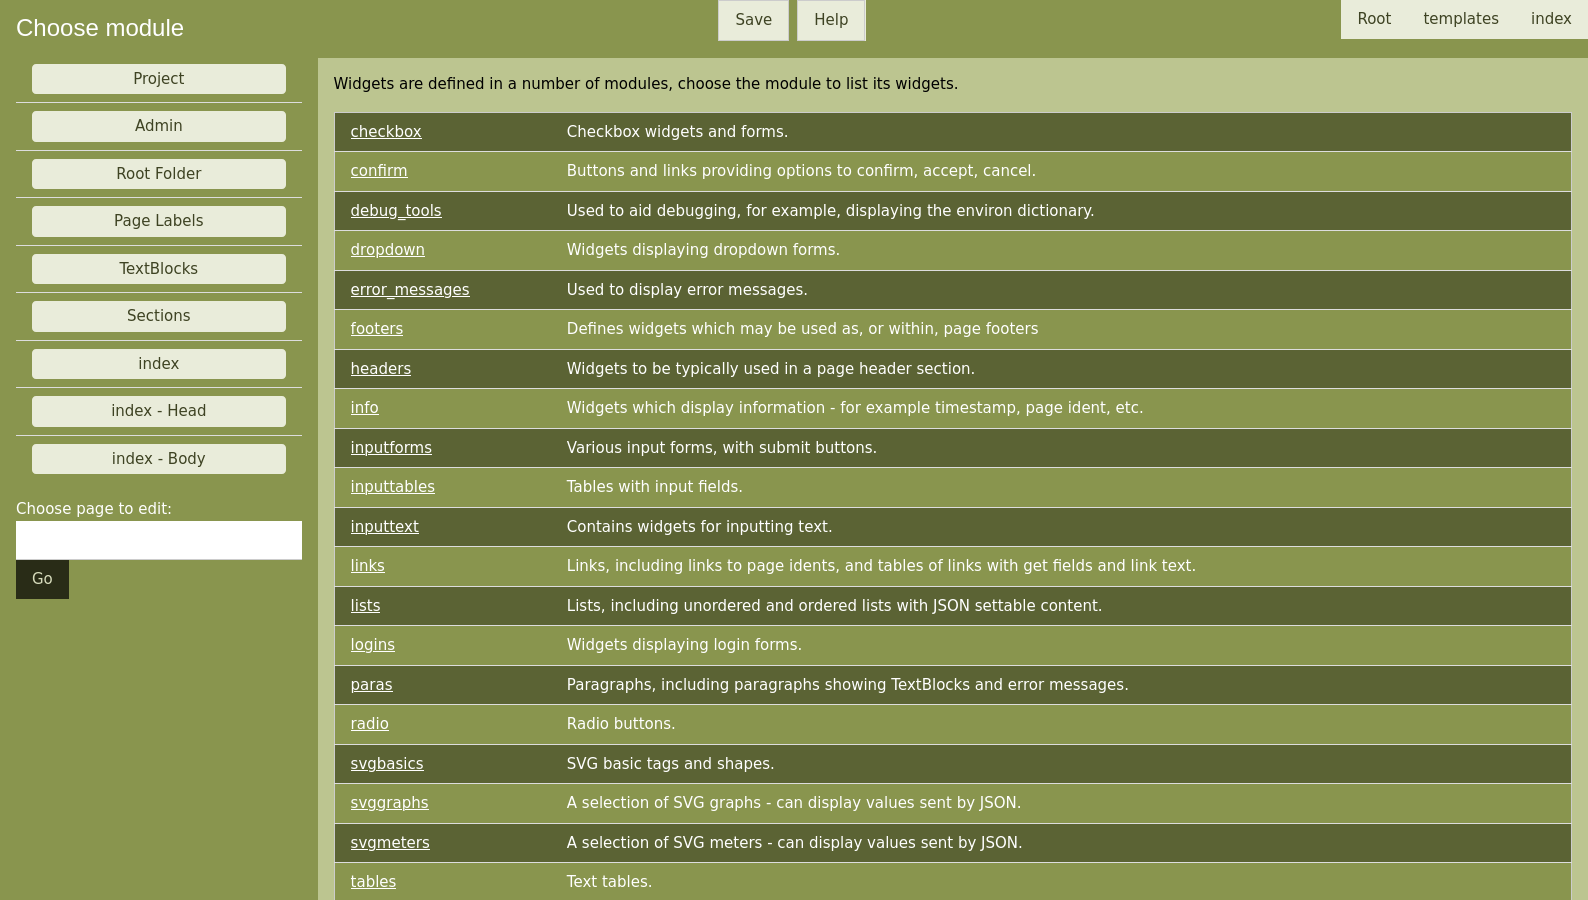 Choose module
Save
Help
Root
templates
index
Project
Admin
Root Folder
Page Labels
TextBlocks
Sections
index
index - Head
index - Body
Choose page to edit:
Go
Widgets are defined in a number of modules, choose the module to list its widgets.
checkbox Checkbox widgets and forms.
confirm Buttons and links providing options to confirm, accept, cancel.
debug_tools Used to aid debugging, for example, displaying the environ dictionary.
dropdown Widgets displaying dropdown forms.
error_messages Used to display error messages.
footers Defines widgets which may be used as, or within, page footers
headers Widgets to be typically used in a page header section.
info Widgets which display information - for example timestamp, page ident, etc.
inputforms Various input forms, with submit buttons.
inputtables Tables with input fields.
inputtext Contains widgets for inputting text.
links Links, including links to page idents, and tables of links with get fields and link text.
lists Lists, including unordered and ordered lists with JSON settable content.
logins Widgets displaying login forms.
paras Paragraphs, including paragraphs showing TextBlocks and error messages.
radio Radio buttons.
svgbasics SVG basic tags and shapes.
svggraphs A selection of SVG graphs - can display values sent by JSON.
svgmeters A selection of SVG meters - can display values sent by JSON.
tables Text tables.